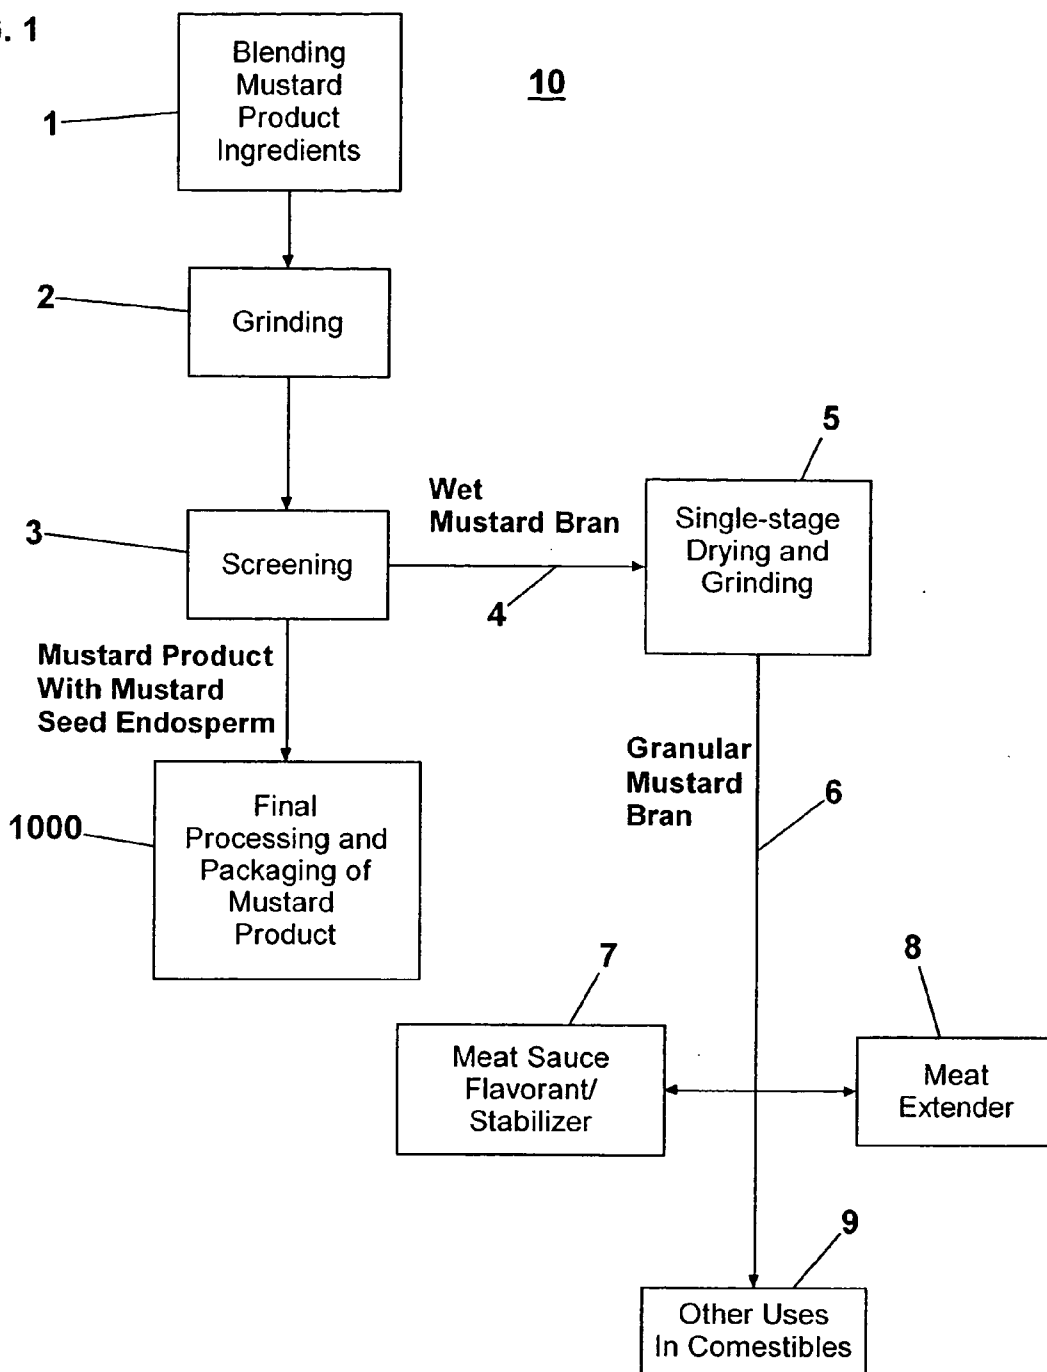 . 1
10
1
Blending
Mustard
Product
Ingredients
2
Grinding
3
Screening
Wet
Mustard Bran
4
5
Single-stage
Drying and
Grinding
Mustard Product
With Mustard
Seed Endosperm
1000
Final
Processing and
Packaging of
Mustard
Product
Granular
Mustard
Bran
6
7
Meat Sauce
Flavorant/
Stabilizer
8
Meat
Extender
9
Other Uses
In Comestibles